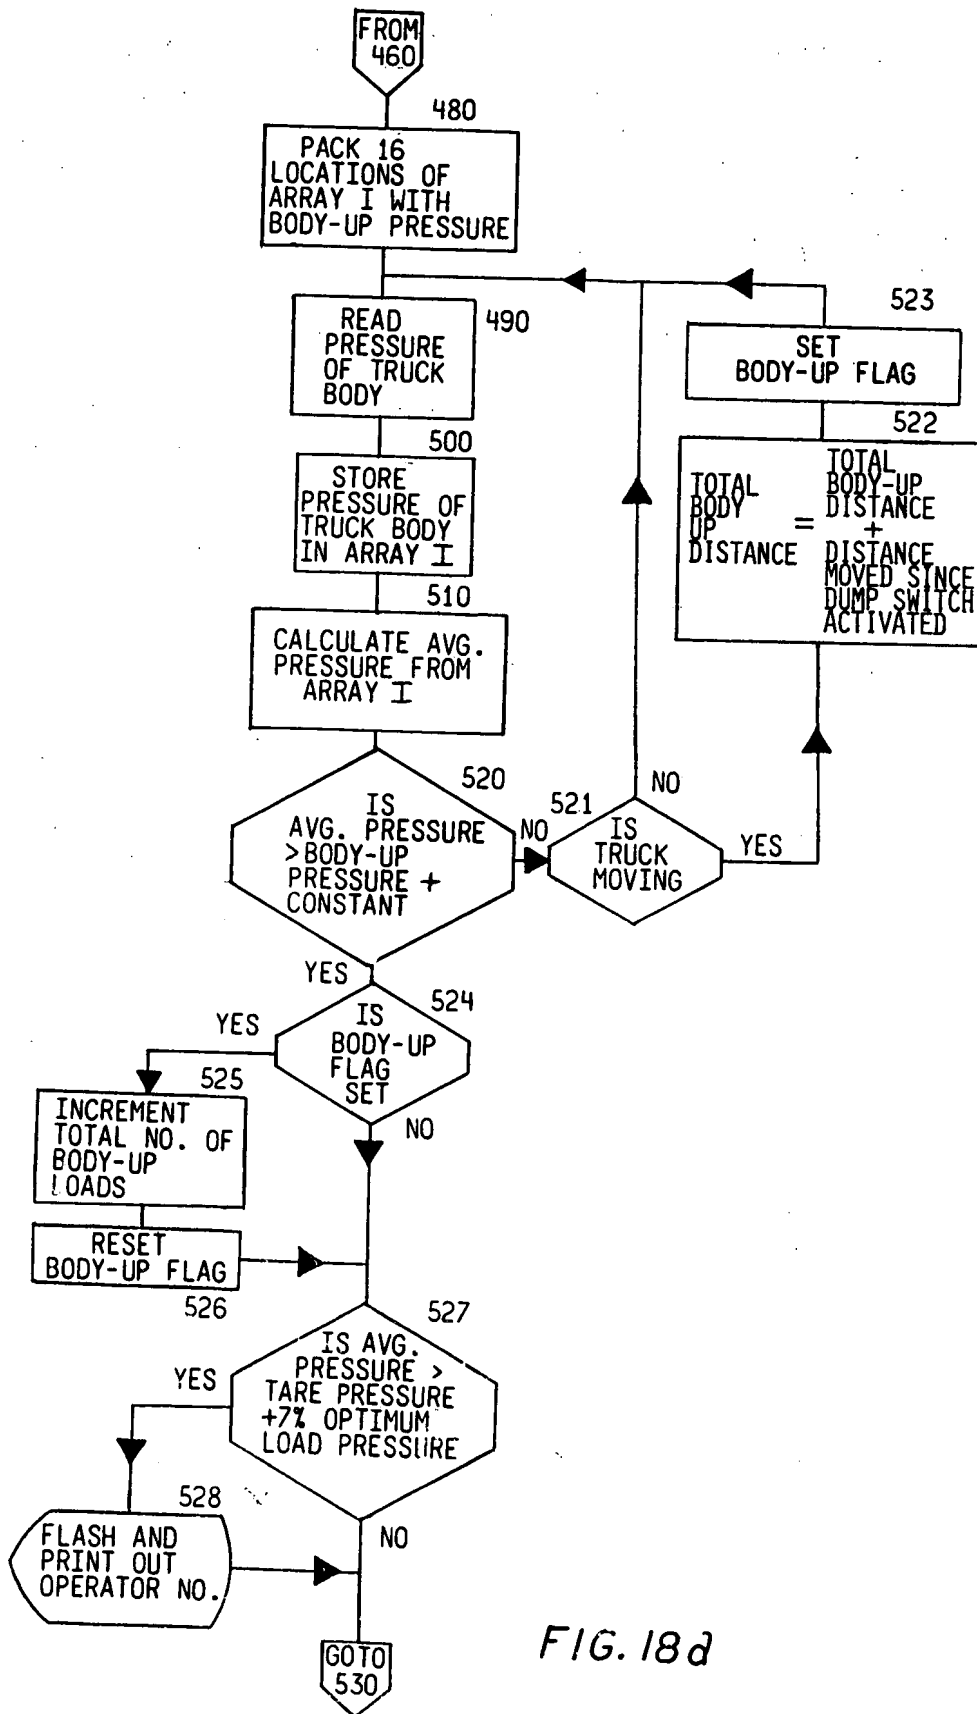 FROM
460
480
PACK 16
LOCATIONS OF
ARRAY I WITH
BODY-UP PRESSURE
READ
PRESSURE
OF TRUCK
BODY
490
500
STORE
PRESSURE OF
TRUCK BODY
IN ARRAY I
510
CALCULATE AVG.
PRESSURE FROM
ARRAY I
520
IS
AVG. PRESSURE
>BODY-UP
PRESSURE +
CONSTANT
NO
521
IS
TRUCK
MOVING
NO
YES
522
TOTAL
BODY
UP
DISTANCE
=
TOTAL
BODY-UP
DISTANCE
+
DISTANCE
MOVED SINCE
DUMP SWITCH
ACTIVATED
523
SET
BODY-UP FLAG
YES
524
IS
BODY-UP
FLAG
SET
YES
NO
525
INCREMENT
TOTAL NO. OF
BODY-UP
LOADS
RESET
BODY-UP FLAG
526
527
IS AVG.
PRESSURE >
TARE PRESSURE
+7% OPTIMUM
LOAD PRESSURE
YES
NO
528
FLASH AND
PRINT OUT
OPERATOR NO.
GO TO
530
FIG. 18d